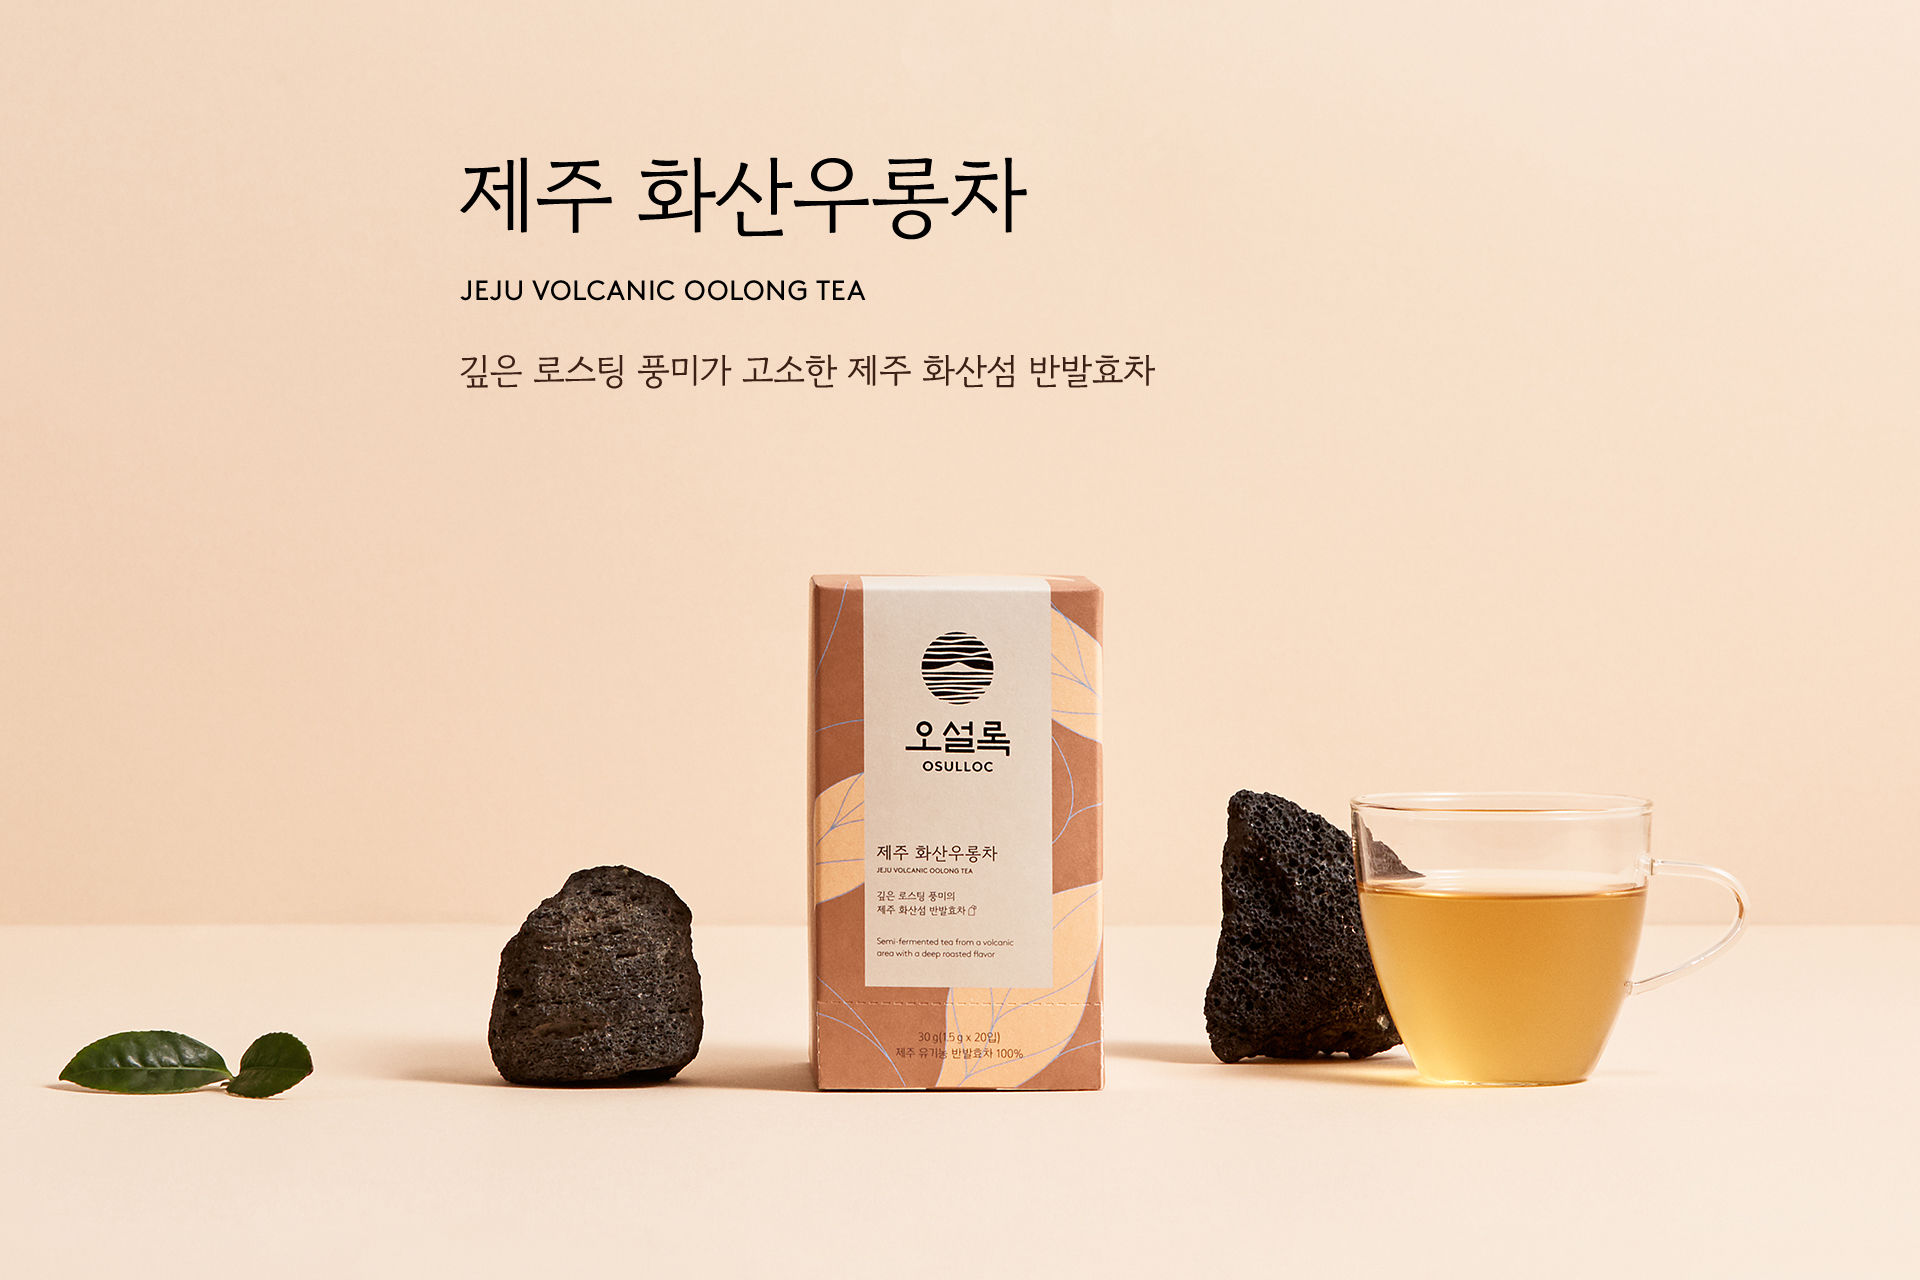 제주 화산우롱차
JEJU VOLCANIC OOLONG TEA
깊은 로스팅 풍미가 고소한 제주 화산섬 반발효차
오설록
OSULLOC
제주 화산우롱차
JEJU VOLCANIC OOLONG TEA
깊은 로스팅 풍미의
제주 화산섬 반발효차
Semi-fermented tea from a volcanic
area with a deep roasted flavor
30 g(1.5 g x 20입)
제주 유기농 반발효차 100%